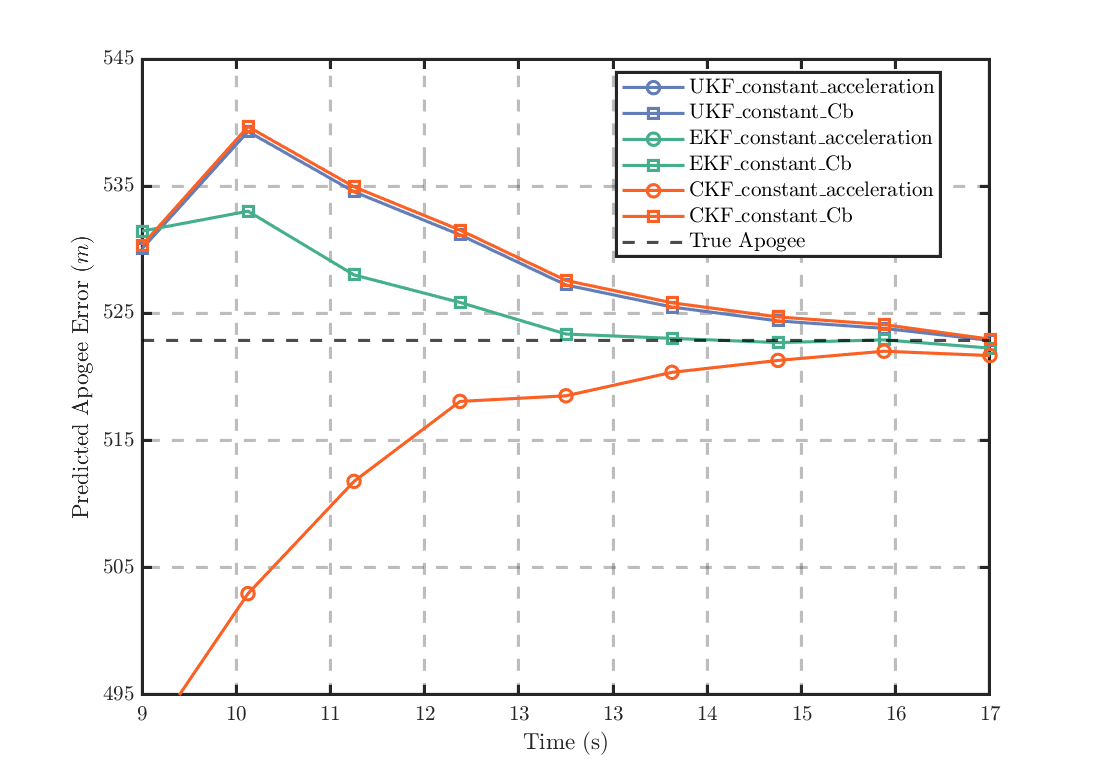 545
535
525
515
505
495
Predicted Apogee Error (m)
UKF_constant_acceleration
UKF_constant_Cb
EKF_constant_acceleration
EKF_constant_Cb
CKF_constant_acceleration
CKF_constant_Cb
True Apogee
9 10 11 12 13 13 14 15 16 17
Time (s)